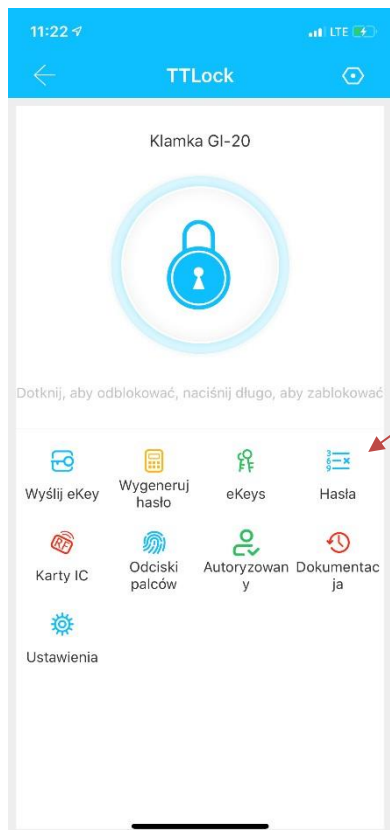 11:22 LTE
TTLock
Klamka GI-20
Dotknij, aby odblokować, naciśnij długo, aby zablokować
Wyślij eKey
Wygeneruj
hasło
eKeys
Hasła
RF
Karty IC
Odciski
palców
Autoryzowan
y
Dokumentac
ja
Ustawienia